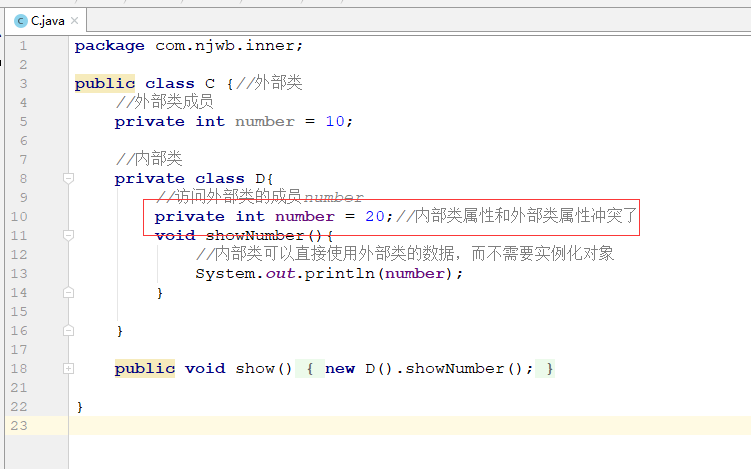 C.java
1 package com.njwb.inner;
2
3 public class C {//外部类
4 //外部类成员
5 private int number = 10;
6
7 //内部类
8 private class D{
9 //访问外部类的成员number
10 private int number = 20;//内部类属性和外部类属性冲突了
11 void showNumber(){
12 //内部类可以直接使用外部类的数据，而不需要实例化对象
13 System.out.println(number);
14 }
15
16 }
17
18 public void show() { new D().showNumber(); }
21
22 }
23